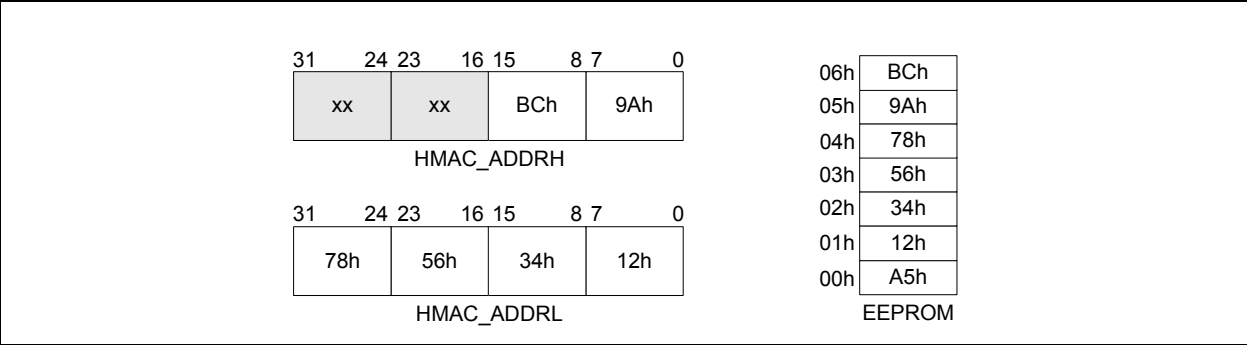 31 24 23 16 15 8 7 0
xx xx BCh 9Ah
HMAC_ADDRH
31 24 23 16 15 8 7 0
78h 56h 34h 12h
HMAC_ADDRL
06h BCh
05h 9Ah
04h 78h
03h 56h
02h 34h
01h 12h
00h A5h
EEPROM